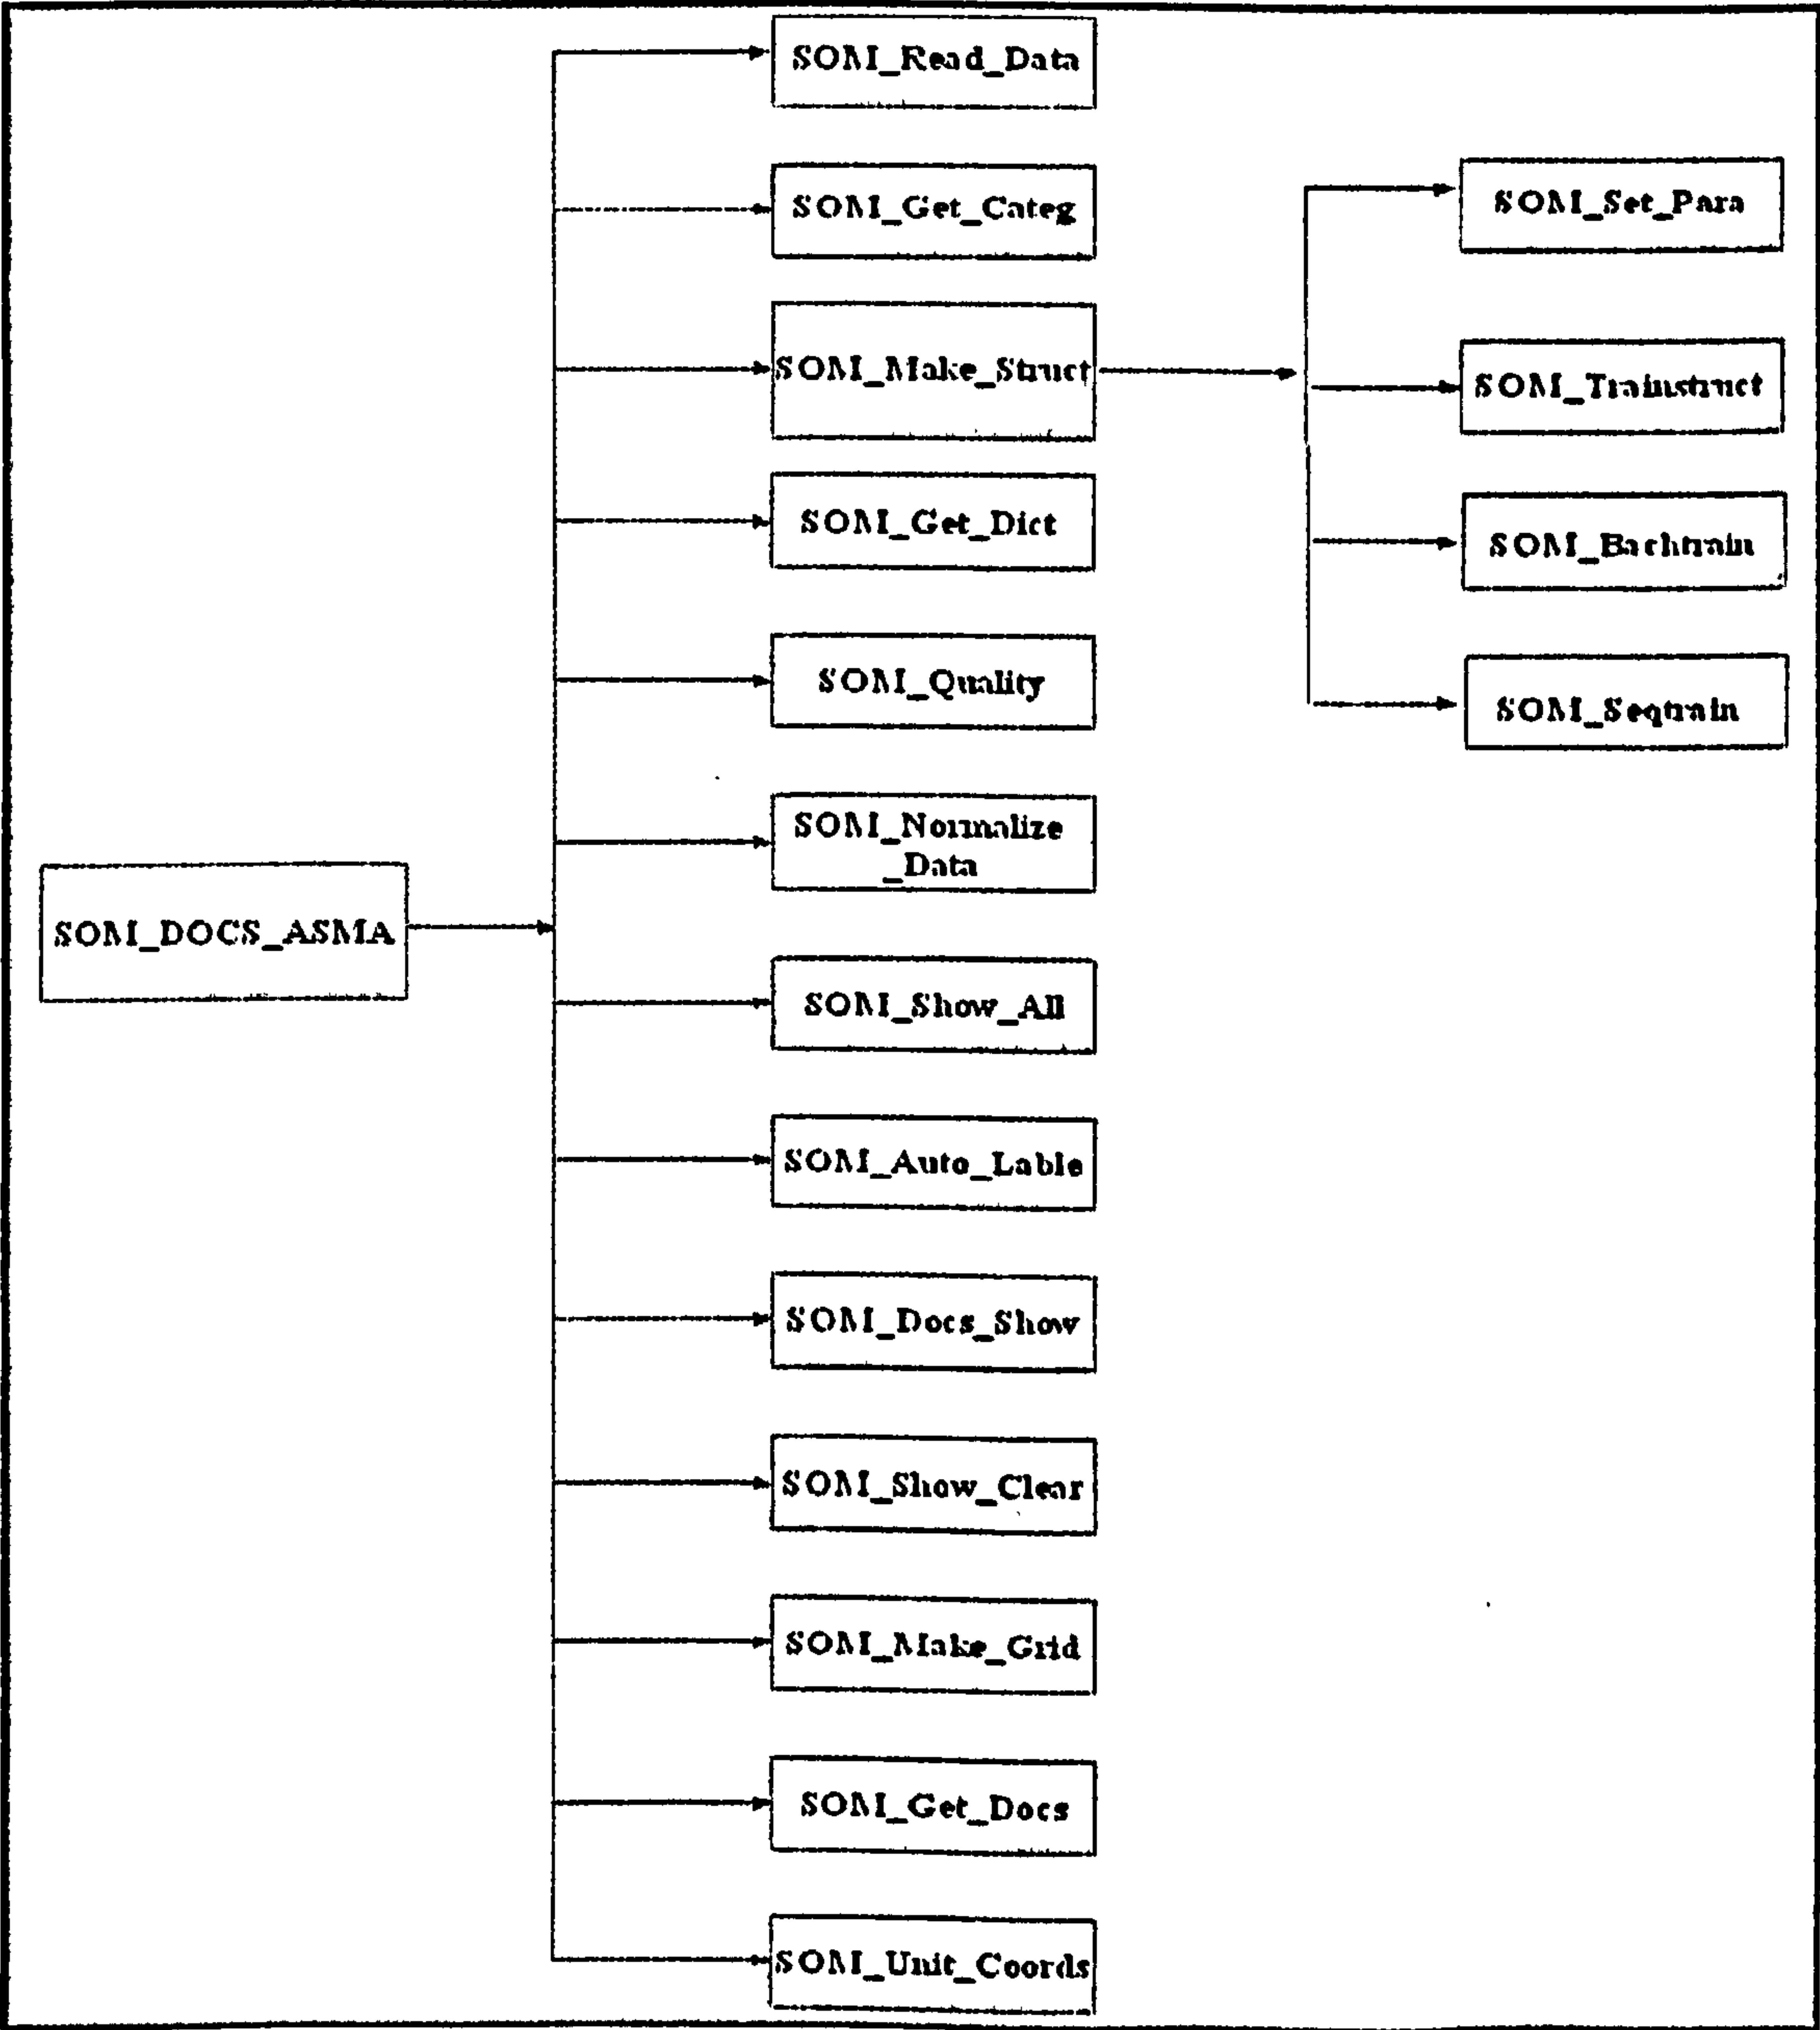 SOM_Read_Data
SOM_Get_Categ
SOM_Set_Para
SOM_Make_Struct
SOM_Trainstruct
SOM_Get_Dict
SOM_Bachtrain
SOM_Quality
SOM_Seqtrain
SOM_Normalize
_Data
SOM_DOCS_ASMA
SOM_Show_All
SOM_Auto_Lable
SOM_Docs_Show
SOM_Show_Clear
SOM_Make_Grid
SOM_Get_Docs
SOM_Unit_Coords